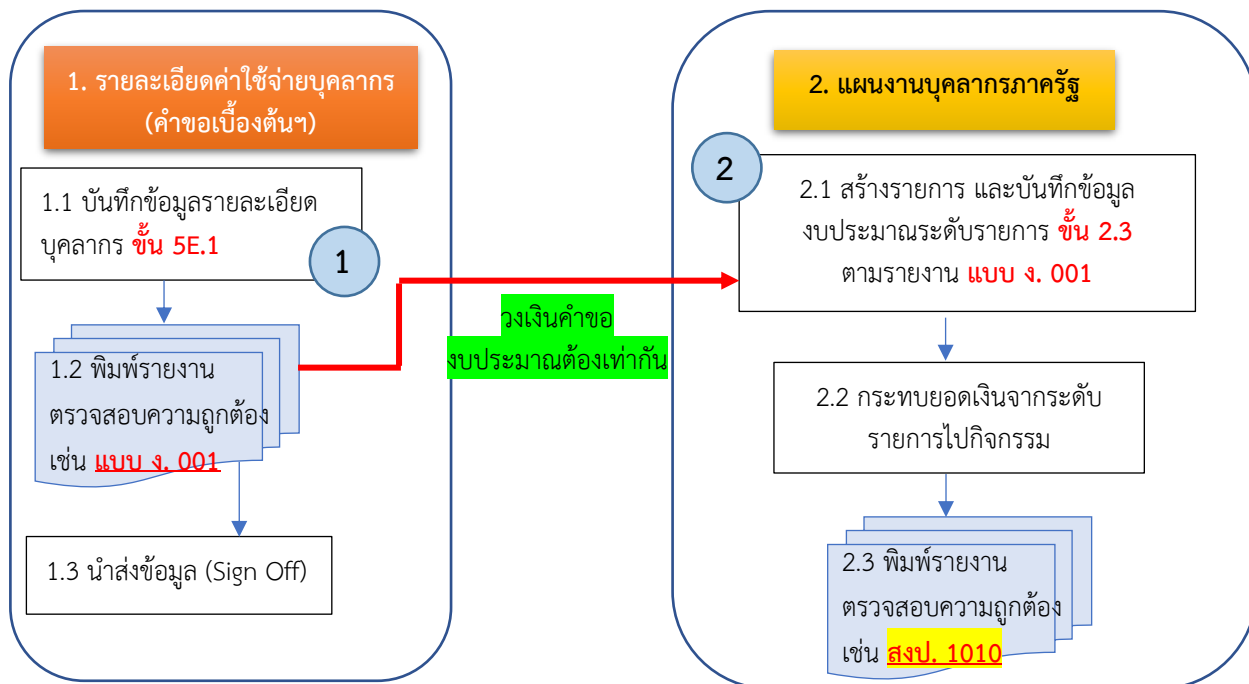 1. รายละเอียดค่าใช้จ่ายบุคลากร
(คำขอเบื้องต้นฯ)
1.1 บันทึกข้อมูลรายละเอียด
บุคลากร ขั้น 5E.1
1
1.2 พิมพ์รายงาน
ตรวจสอบความถูกต้อง
เช่น แบบ ง. 001
1.3 นำส่งข้อมูล (Sign Off)
วงเงินคำขอ
งบประมาณต้องเท่ากัน
2. แผนงานบุคลากรภาครัฐ
2
2.1 สร้างรายการ และบันทึกข้อมูล
งบประมาณระดับรายการ ขั้น 2.3
ตามรายงาน แบบ ง. 001
2.2 กระทบยอดเงินจากระดับ
รายการไปกิจกรรม
2.3 พิมพ์รายงาน
ตรวจสอบความถูกต้อง
เช่น สงป. 1010